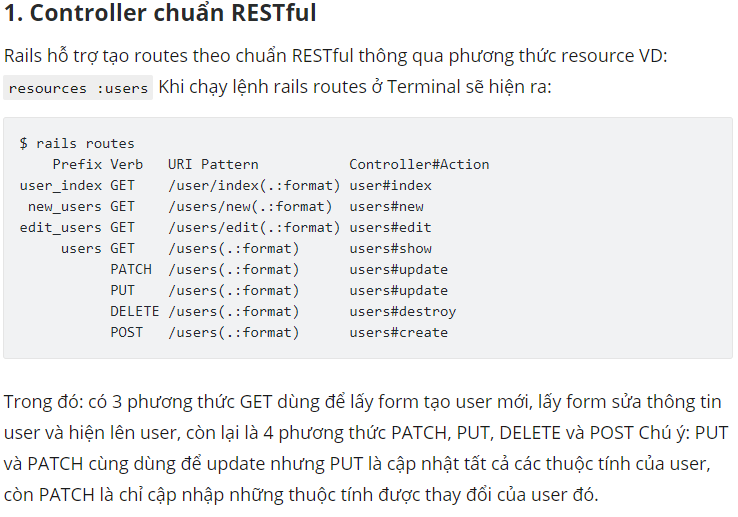 1. Controller chuẩn RESTful
Rails hỗ trợ tạo routes theo chuẩn RESTful thông qua phương thức resource VD:
resources :users Khi chạy lệnh rails routes ở Terminal sẽ hiện ra:
$ rails routes
Prefix Verb URI Pattern Controller#Action
user_index GET /user/index(.:format) user#index
new_users GET /users/new(.:format) users#new
edit_users GET /users/edit(.:format) users#edit
users GET /users(.:format) users#show
PATCH /users(.:format) users#update
PUT /users(.:format) users#update
DELETE /users(.:format) users#destroy
POST /users(.:format) users#create
Trong đó: có 3 phương thức GET dùng để lấy form tạo user mới, lấy form sửa thông tin
user và hiện lên user, còn lại là 4 phương thức PATCH, PUT, DELETE và POST Chú ý: PUT
và PATCH cùng dùng để update nhưng PUT là cập nhật tất cả các thuộc tính của user,
còn PATCH là chỉ cập nhập những thuộc tính được thay đổi của user đó.